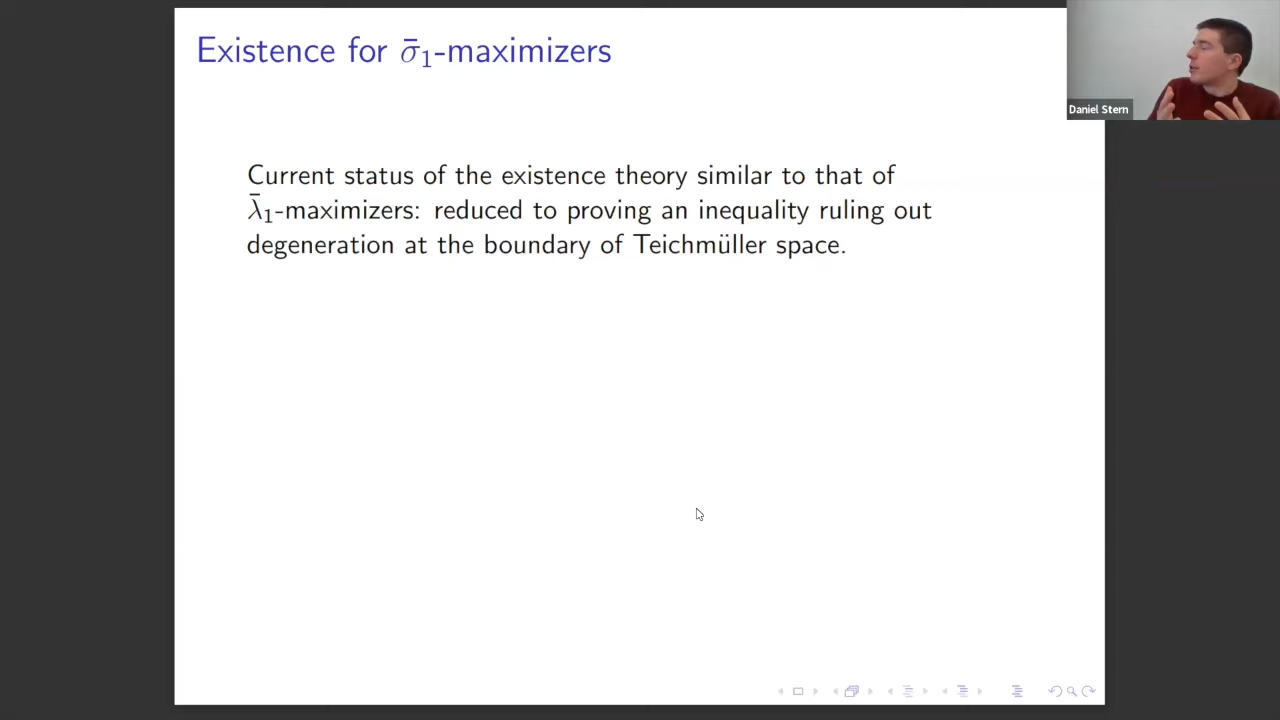 Existence for σ̄₁-maximizers
Daniel Stern
Current status of the existence theory similar to that of
λ̄₁-maximizers: reduced to proving an inequality ruling out
degeneration at the boundary of Teichmüller space.